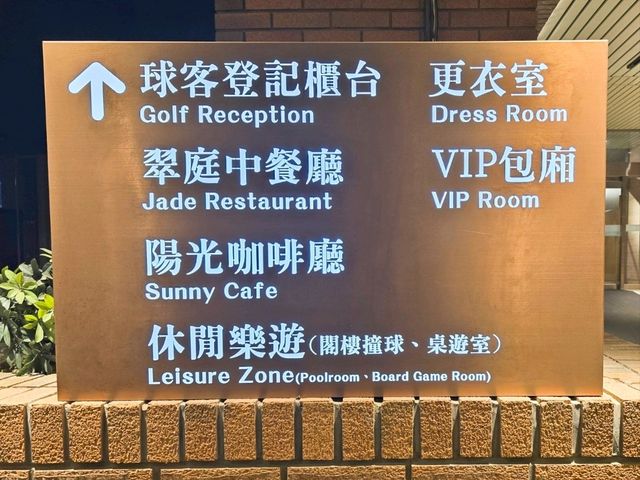 球客登記櫃台 更衣室
Golf Reception Dress Room
翠庭中餐廳 VIP包廂
Jade Restaurant VIP Room
陽光咖啡廳
Sunny Cafe
休閒樂遊(閣樓撞球、桌遊室)
Leisure Zone(Poolroom、Board Game Room)